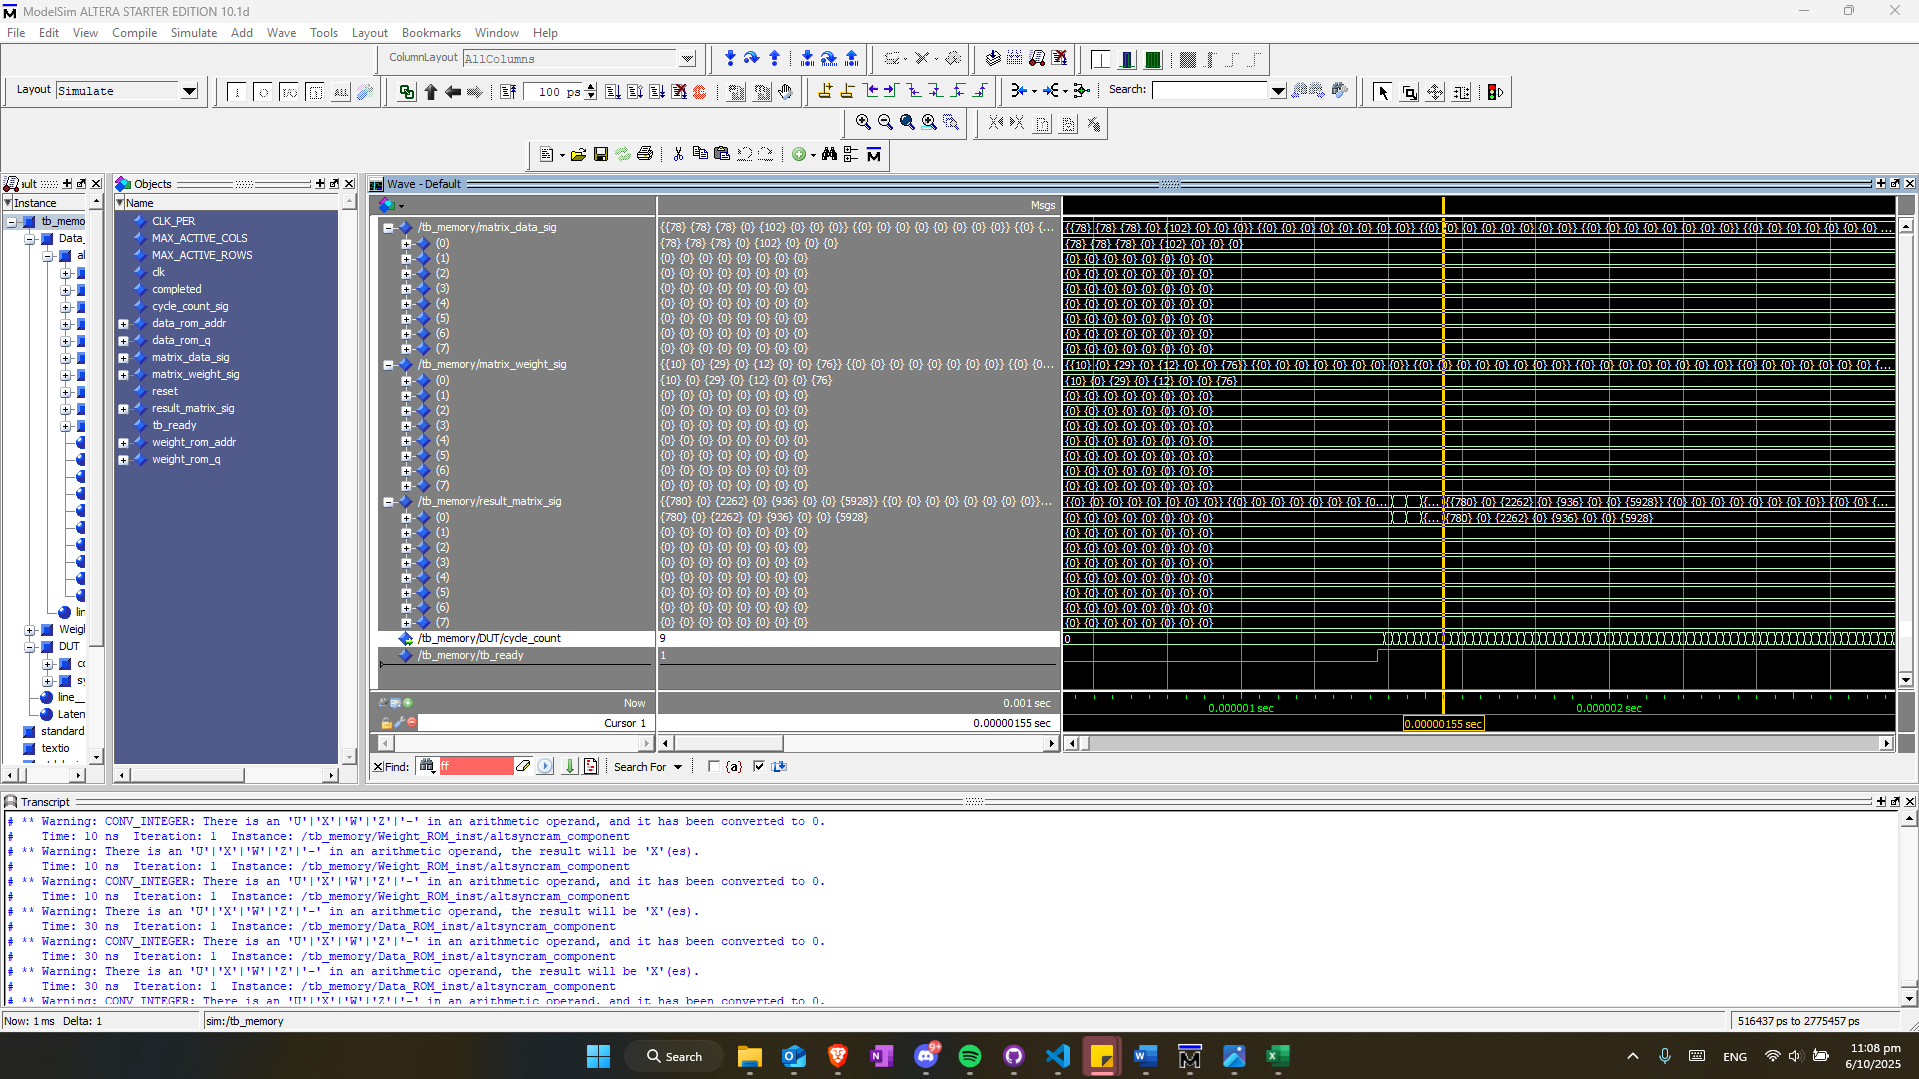 ModelSim ALTERA STARTER EDITION 10.1d
File Edit View Compile Simulate Add Wave Tools Layout Bookmarks Window Help
ColumnLayout AllColumns
Layout Simulate
ALL
100 ps
Search:
Objects
Wave - Default
Instance
Name
Msgs
tb_memo
Data_
al
Weigh
DUT
cc
sy
line__
Laten
standard
textio
CLK_PER
MAX_ACTIVE_COLS
MAX_ACTIVE_ROWS
clk
completed
cycle_count_sig
data_rom_addr
data_rom_q
matrix_data_sig
matrix_weight_sig
reset
result_matrix_sig
tb_ready
weight_rom_addr
weight_rom_q
/tb_memory/matrix_data_sig {{78} {78} {78} {0} {102} {0} {0} {0}} {{0} {0} {0} {0} {0} {0} {0} {0}} {{0} {...
(0) {78} {78} {78} {0} {102} {0} {0} {0}
(1) {0} {0} {0} {0} {0} {0} {0} {0}
(2) {0} {0} {0} {0} {0} {0} {0} {0}
(3) {0} {0} {0} {0} {0} {0} {0} {0}
(4) {0} {0} {0} {0} {0} {0} {0} {0}
(5) {0} {0} {0} {0} {0} {0} {0} {0}
(6) {0} {0} {0} {0} {0} {0} {0} {0}
(7) {0} {0} {0} {0} {0} {0} {0} {0}
/tb_memory/matrix_weight_sig {{10} {0} {29} {0} {12} {0} {0} {76}} {{0} {0} {0} {0} {0} {0} {0} {0}} {{0} {0...
(0) {10} {0} {29} {0} {12} {0} {0} {76}
(1) {0} {0} {0} {0} {0} {0} {0} {0}
(2) {0} {0} {0} {0} {0} {0} {0} {0}
(3) {0} {0} {0} {0} {0} {0} {0} {0}
(4) {0} {0} {0} {0} {0} {0} {0} {0}
(5) {0} {0} {0} {0} {0} {0} {0} {0}
(6) {0} {0} {0} {0} {0} {0} {0} {0}
(7) {0} {0} {0} {0} {0} {0} {0} {0}
/tb_memory/result_matrix_sig {{780} {0} {2262} {0} {936} {0} {0} {5928}} {{0} {0} {0} {0} {0} {0} {0} {0}}...
(0) {780} {0} {2262} {0} {936} {0} {0} {5928}
(1) {0} {0} {0} {0} {0} {0} {0} {0}
(2) {0} {0} {0} {0} {0} {0} {0} {0}
(3) {0} {0} {0} {0} {0} {0} {0} {0}
(4) {0} {0} {0} {0} {0} {0} {0} {0}
(5) {0} {0} {0} {0} {0} {0} {0} {0}
(6) {0} {0} {0} {0} {0} {0} {0} {0}
(7) {0} {0} {0} {0} {0} {0} {0} {0}
/tb_memory/DUT/cycle_count 9 0
/tb_memory/tb_ready 1
Now 0.001 sec 0.000001 sec 0.000002 sec
Cursor 1 0.00000155 sec 0.00000155 sec
Find: ff Search For {a}
Transcript
# ** Warning: CONV_INTEGER: There is an 'U'|'X'|'W'|'Z'|'-' in an arithmetic operand, and it has been converted to 0.
# Time: 10 ns Iteration: 1 Instance: /tb_memory/Weight_ROM_inst/altsyncram_component
# ** Warning: There is an 'U'|'X'|'W'|'Z'|'-' in an arithmetic operand, the result will be 'X'(es).
# Time: 10 ns Iteration: 1 Instance: /tb_memory/Weight_ROM_inst/altsyncram_component
# ** Warning: CONV_INTEGER: There is an 'U'|'X'|'W'|'Z'|'-' in an arithmetic operand, and it has been converted to 0.
# Time: 10 ns Iteration: 1 Instance: /tb_memory/Weight_ROM_inst/altsyncram_component
# ** Warning: There is an 'U'|'X'|'W'|'Z'|'-' in an arithmetic operand, the result will be 'X'(es).
# Time: 30 ns Iteration: 1 Instance: /tb_memory/Data_ROM_inst/altsyncram_component
# ** Warning: CONV_INTEGER: There is an 'U'|'X'|'W'|'Z'|'-' in an arithmetic operand, and it has been converted to 0.
# Time: 30 ns Iteration: 1 Instance: /tb_memory/Data_ROM_inst/altsyncram_component
# ** Warning: There is an 'U'|'X'|'W'|'Z'|'-' in an arithmetic operand, the result will be 'X'(es).
# Time: 30 ns Iteration: 1 Instance: /tb_memory/Data_ROM_inst/altsyncram_component
# ** Warning: CONV_INTEGER: There is an 'U'|'X'|'W'|'Z'|'-' in an arithmetic operand, and it has been converted to 0.
Now: 1 ms Delta: 1 sim:/tb_memory 516437 ps to 2775457 ps
Search
ENG
11:08 pm
6/10/2025